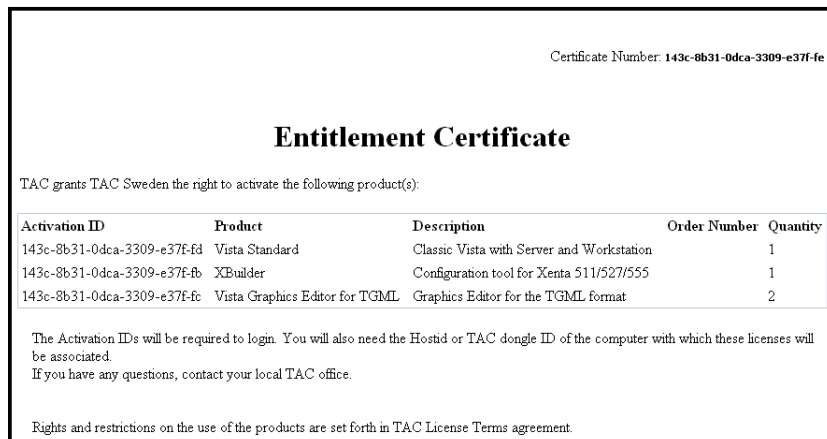 Certificate Number: 143c-8b31-0dca-3309-e37f-fe
Entitlement Certificate
TAC grants TAC Sweden the right to activate the following product(s):
Activation ID Product Description Order Number Quantity
143c-8b31-0dca-3309-e37f-fd Vista Standard Classic Vista with Server and Workstation 1
143c-8b31-0dca-3309-e37f-fb XBuilder Configuration tool for Xenta 511/527/555 1
143c-8b31-0dca-3309-e37f-fc Vista Graphics Editor for TGML Graphics Editor for the TGML format 2
The Activation IDs will be required to login. You will also need the Hostid or TAC dongle ID of the computer with which these licenses will
be associated.
If you have any questions, contact your local TAC office.
Rights and restrictions on the use of the products are set forth in TAC License Terms agreement.